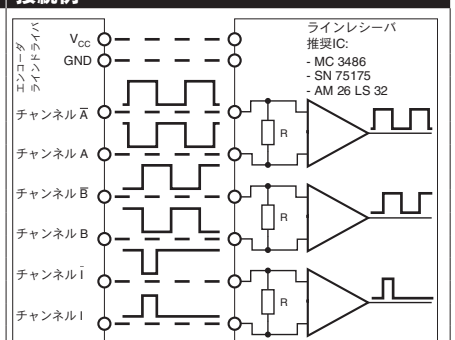 エンコーダ
ラインドライバ
VCC
GND
チャンネル A̅
チャンネル A
チャンネル B̅
チャンネル B
チャンネル I̅
チャンネル I
ラインレシーバ
推奨IC:
- MC 3486
- SN 75175
- AM 26 LS 32
R
R
R